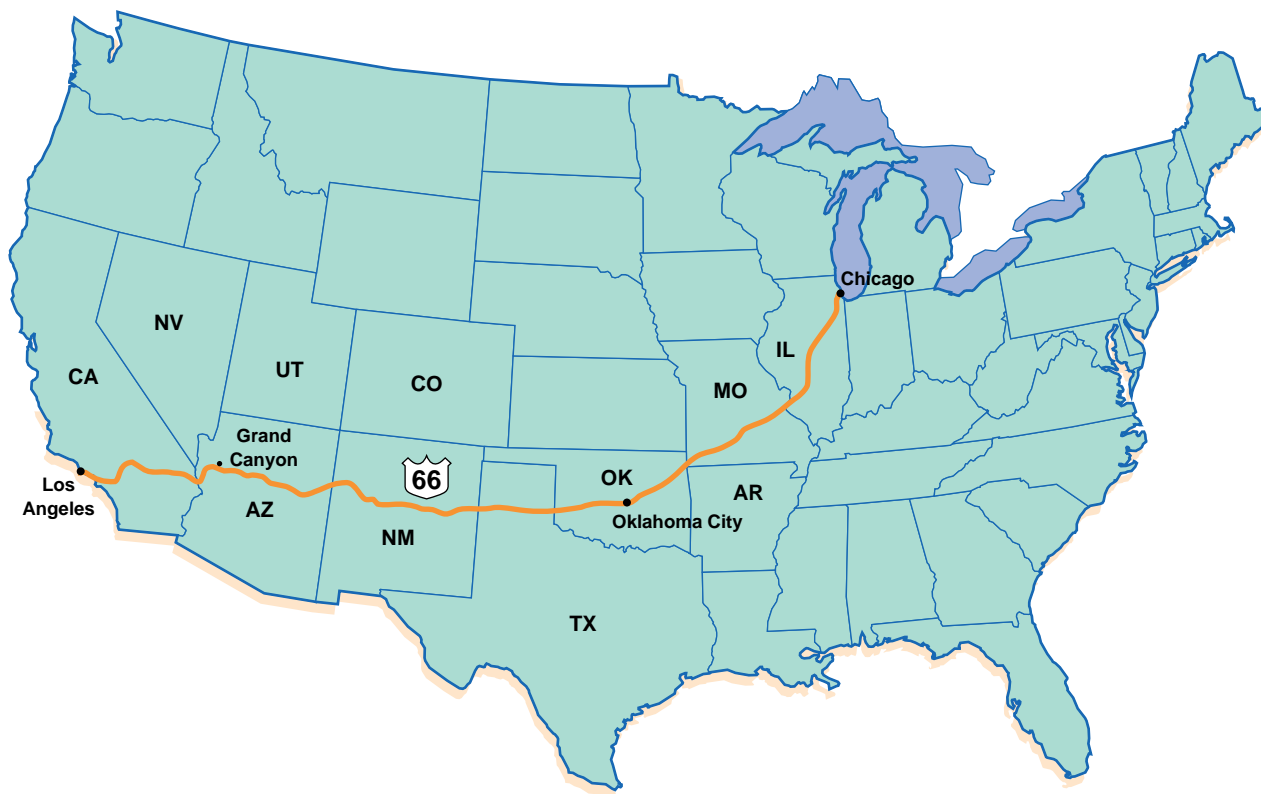 Chicago
NV
IL
UT
CA
CO
MO
Grand
Canyon
66
OK
Los
Angeles
AR
AZ
Oklahoma City
NM
TX